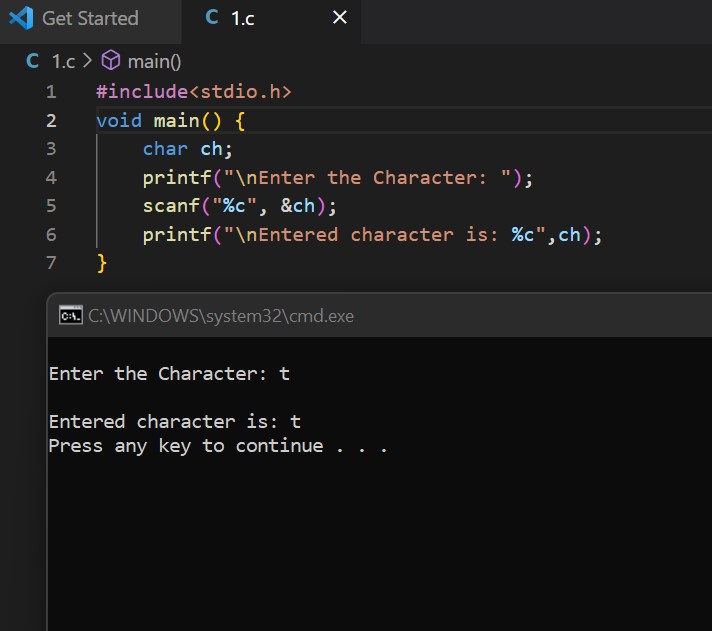 Get Started C 1.c ×
C 1.c > main()
1 #include<stdio.h>
2 void main() {
3     char ch;
4     printf("\nEnter the Character: ");
5     scanf("%c", &ch);
6     printf("\nEntered character is: %c",ch);
7 }
C:\WINDOWS\system32\cmd.exe
Enter the Character: t
Entered character is: t
Press any key to continue . . .